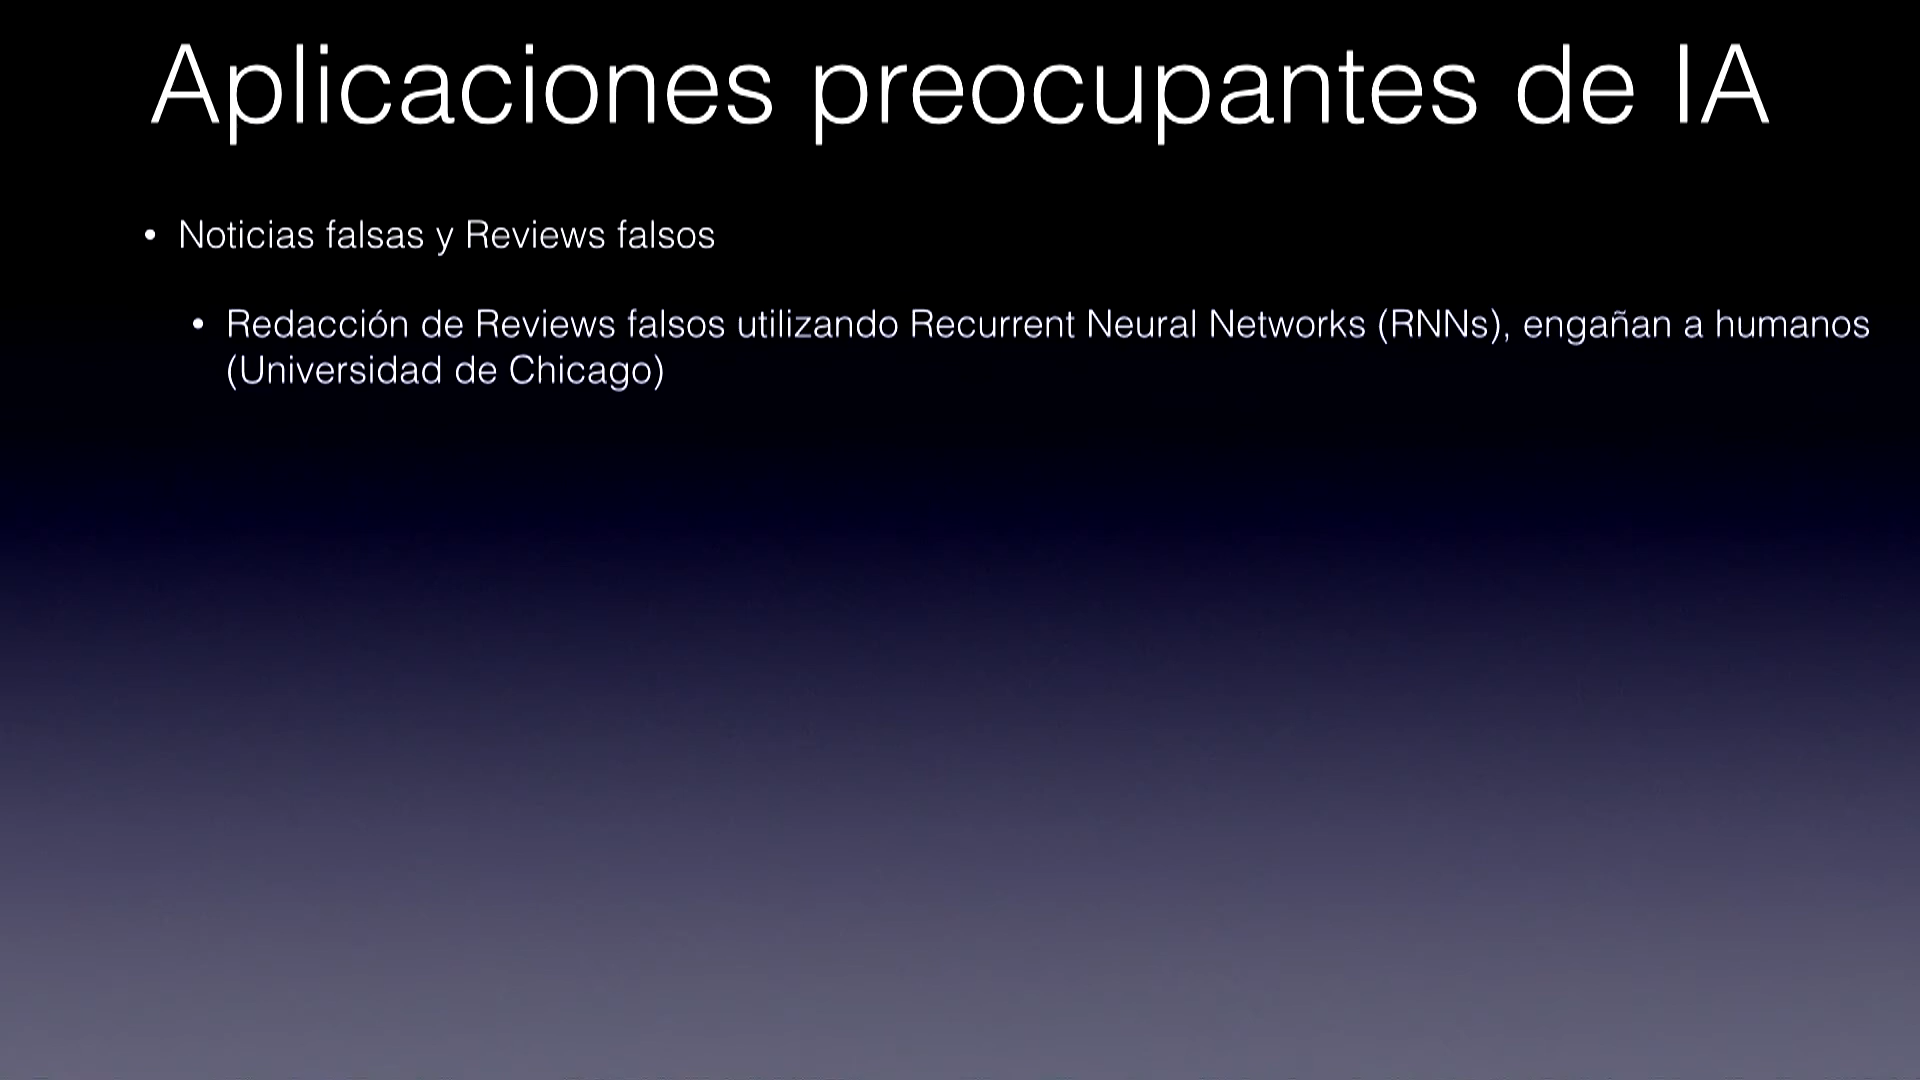 Aplicaciones preocupantes de IA
• Noticias falsas y Reviews falsos
• Redacción de Reviews falsos utilizando Recurrent Neural Networks (RNNs), engañan a humanos
(Universidad de Chicago)